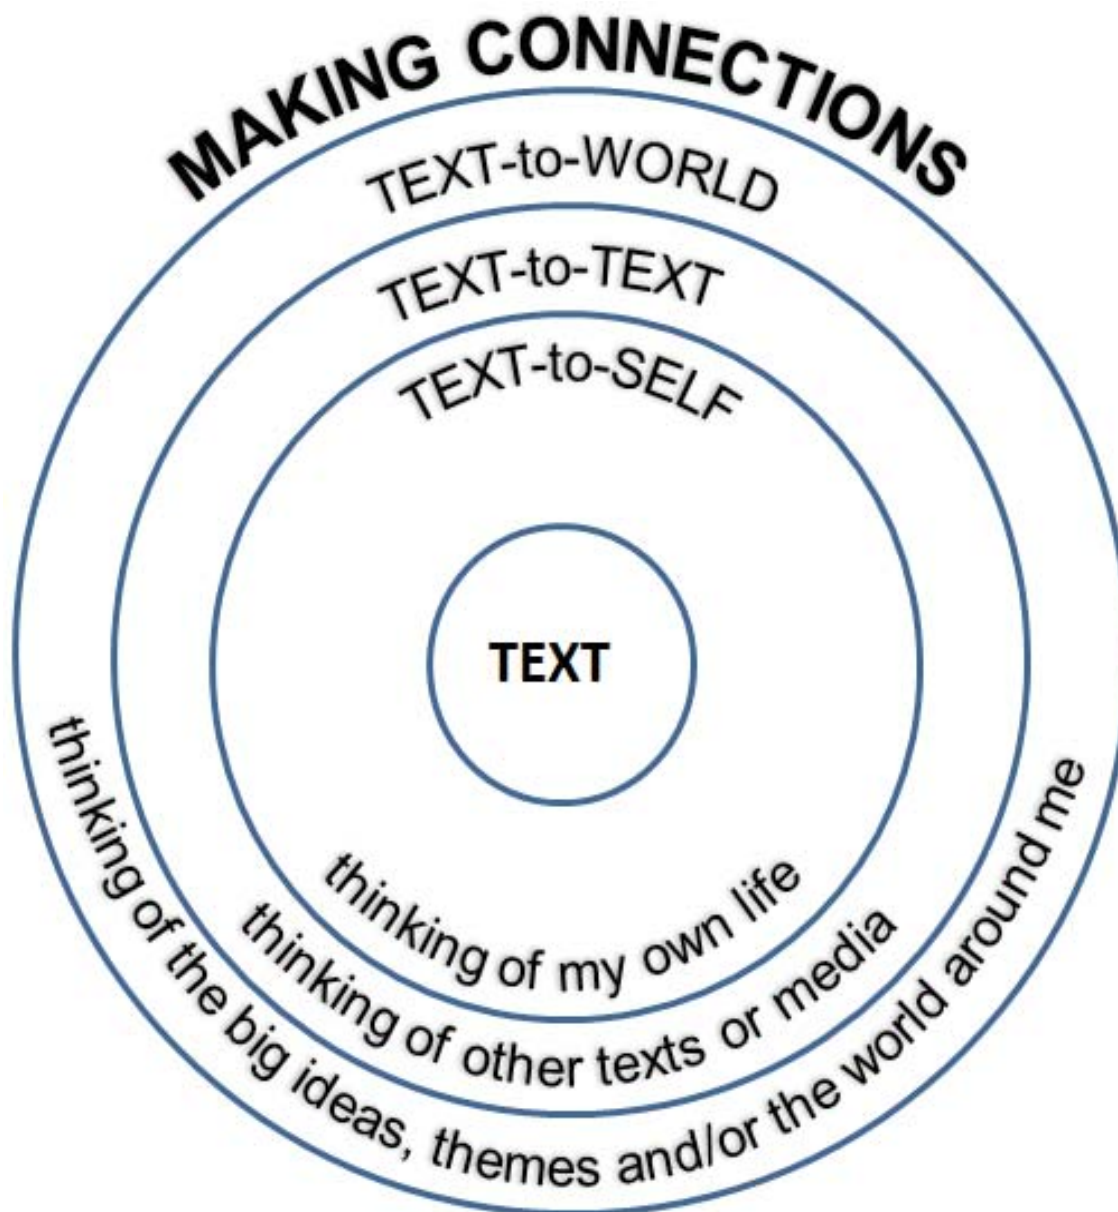 MAKING CONNECTIONS
TEXT-to-WORLD
TEXT-to-TEXT
TEXT-to-SELF
TEXT
thinking of my own life
thinking of other texts or media
thinking of the big ideas, themes and/or the world around me